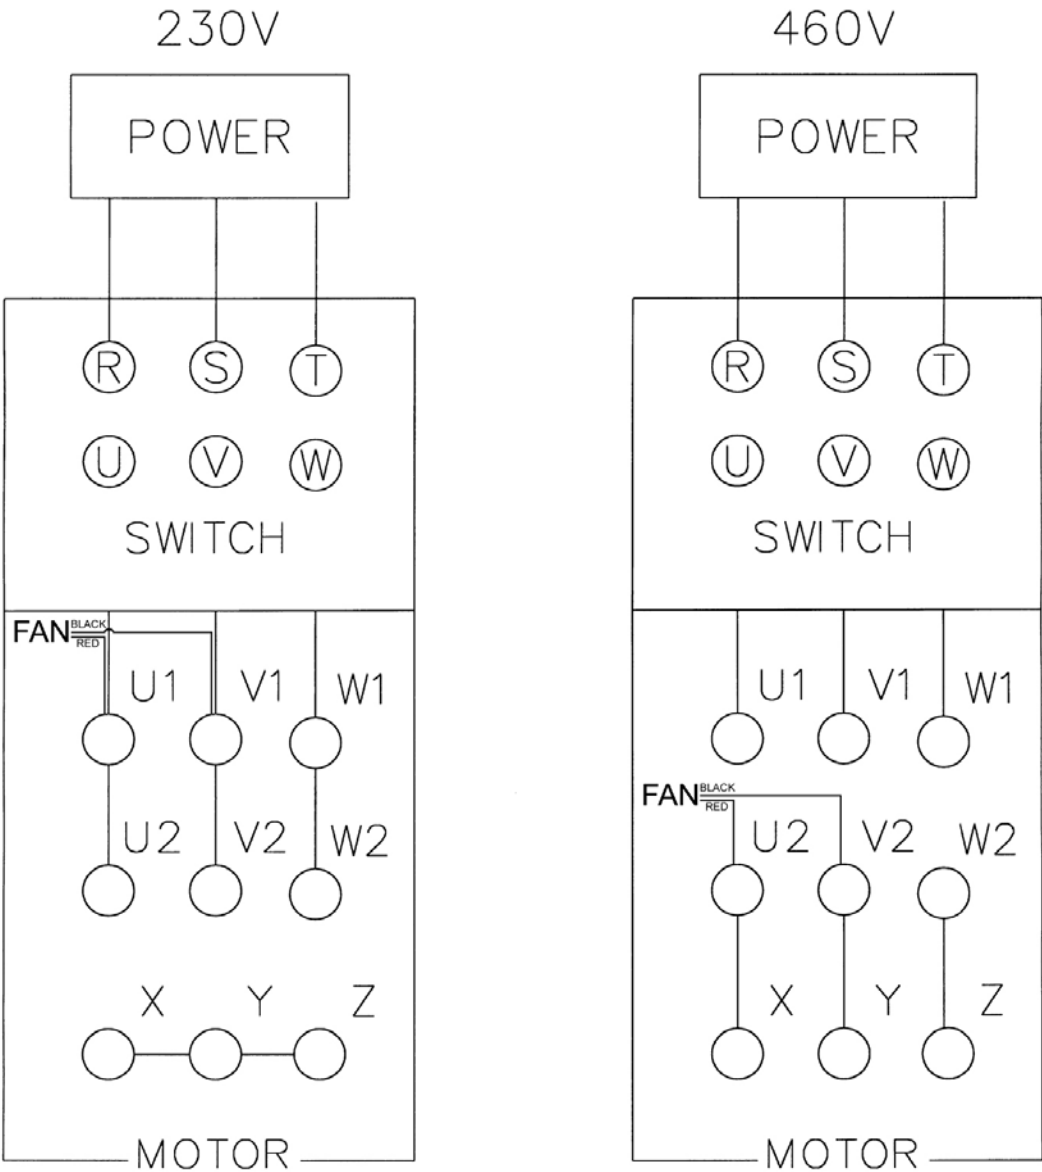 230V
POWER
R S T
U V W
SWITCH
FAN BLACK
RED
U1 V1 W1
U2 V2 W2
X Y Z
MOTOR
460V
POWER
R S T
U V W
SWITCH
U1 V1 W1
FAN BLACK
RED
U2 V2 W2
X Y Z
MOTOR